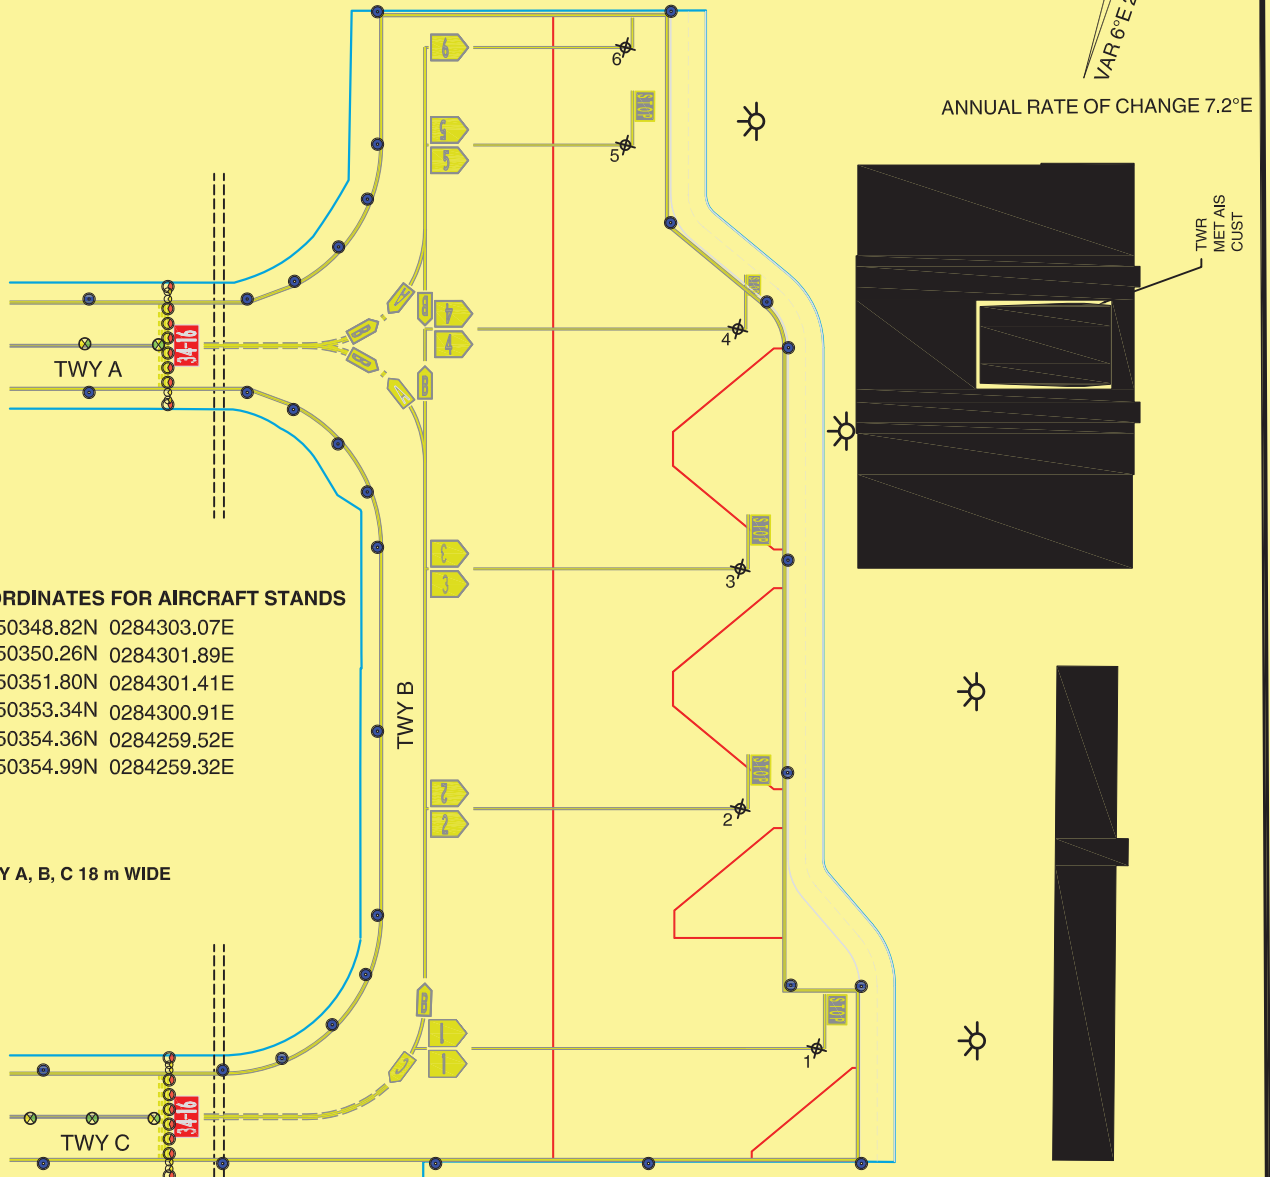 VAR 6°E
ANNUAL RATE OF CHANGE 7.2°E
6
6
STOP
5
5
5
TWR
MET AIS
CUST
A
B
B
4
4
4
34-16
TWY A
B
A
B
STOP
3
3
3
ORDINATES FOR AIRCRAFT STANDS
50348.82N 0284303.07E
50350.26N 0284301.89E
50351.80N 0284301.41E
50353.34N 0284300.91E
50354.36N 0284259.52E
50354.99N 0284259.32E
TWY B
STOP
2
2
2
Y A, B, C 18 m WIDE
B
STOP
1
1
1
C
34-16
TWY C